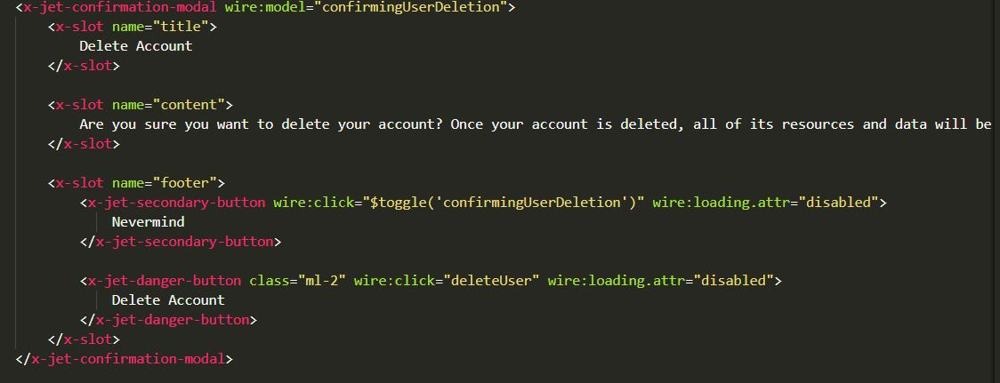 <x-jet-confirmation-modal wire:model="confirmingUserDeletion">
    <x-slot name="title">
        Delete Account
    </x-slot>

    <x-slot name="content">
        Are you sure you want to delete your account? Once your account is deleted, all of its resources and data will be
    </x-slot>

    <x-slot name="footer">
        <x-jet-secondary-button wire:click="$toggle('confirmingUserDeletion')" wire:loading.attr="disabled">
            Nevermind
        </x-jet-secondary-button>

        <x-jet-danger-button class="ml-2" wire:click="deleteUser" wire:loading.attr="disabled">
            Delete Account
        </x-jet-danger-button>
    </x-slot>
</x-jet-confirmation-modal>